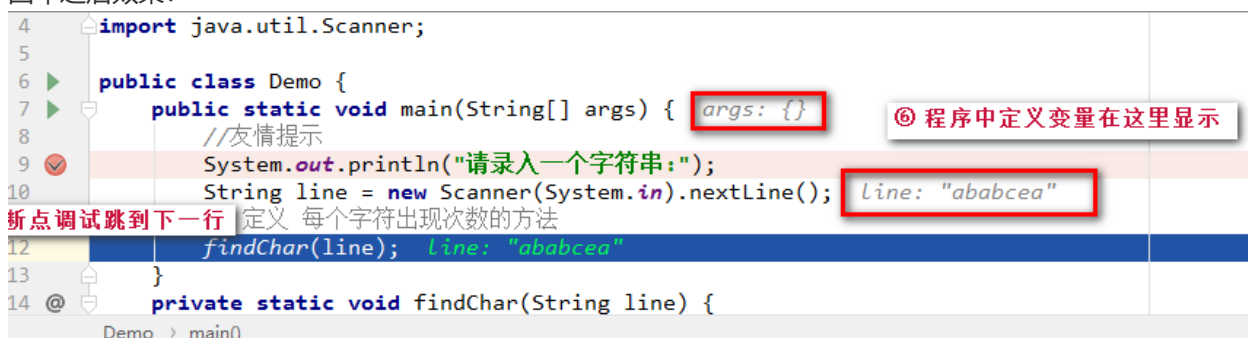 4 import java.util.Scanner;
5
6 public class Demo {
7 public static void main(String[] args) { args: {}
⑥ 程序中定义变量在这里显示
8 //友情提示
9 System.out.println("请录入一个字符串:");
10 String line = new Scanner(System.in).nextLine(); line: "ababcea"
断点调试跳到下一行 定义 每个字符出现次数的方法
12 findChar(line); line: "ababcea"
13 }
14 @ private static void findChar(String line) {
Demo > main()